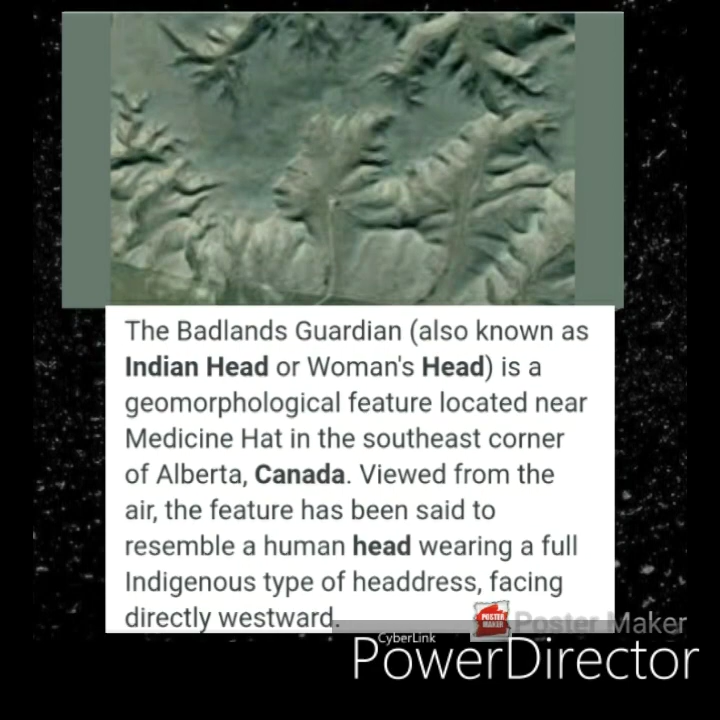 The Badlands Guardian (also known as
Indian Head or Woman's Head) is a
geomorphological feature located near
Medicine Hat in the southeast corner
of Alberta, Canada. Viewed from the
air, the feature has been said to
resemble a human head wearing a full
Indigenous type of headdress, facing
directly westward.
POSTER MAKER Poster Maker
CyberLink
PowerDirector